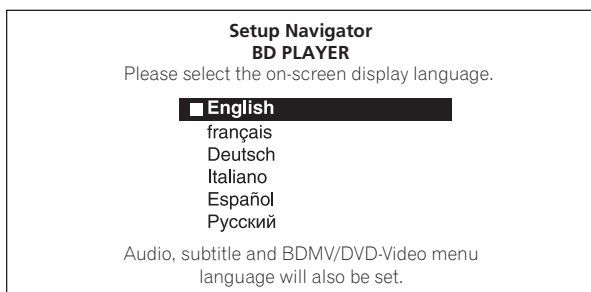 Setup Navigator
BD PLAYER
Please select the on-screen display language.
English
français
Deutsch
Italiano
Español
Русский
Audio, subtitle and BDMV/DVD-Video menu
language will also be set.